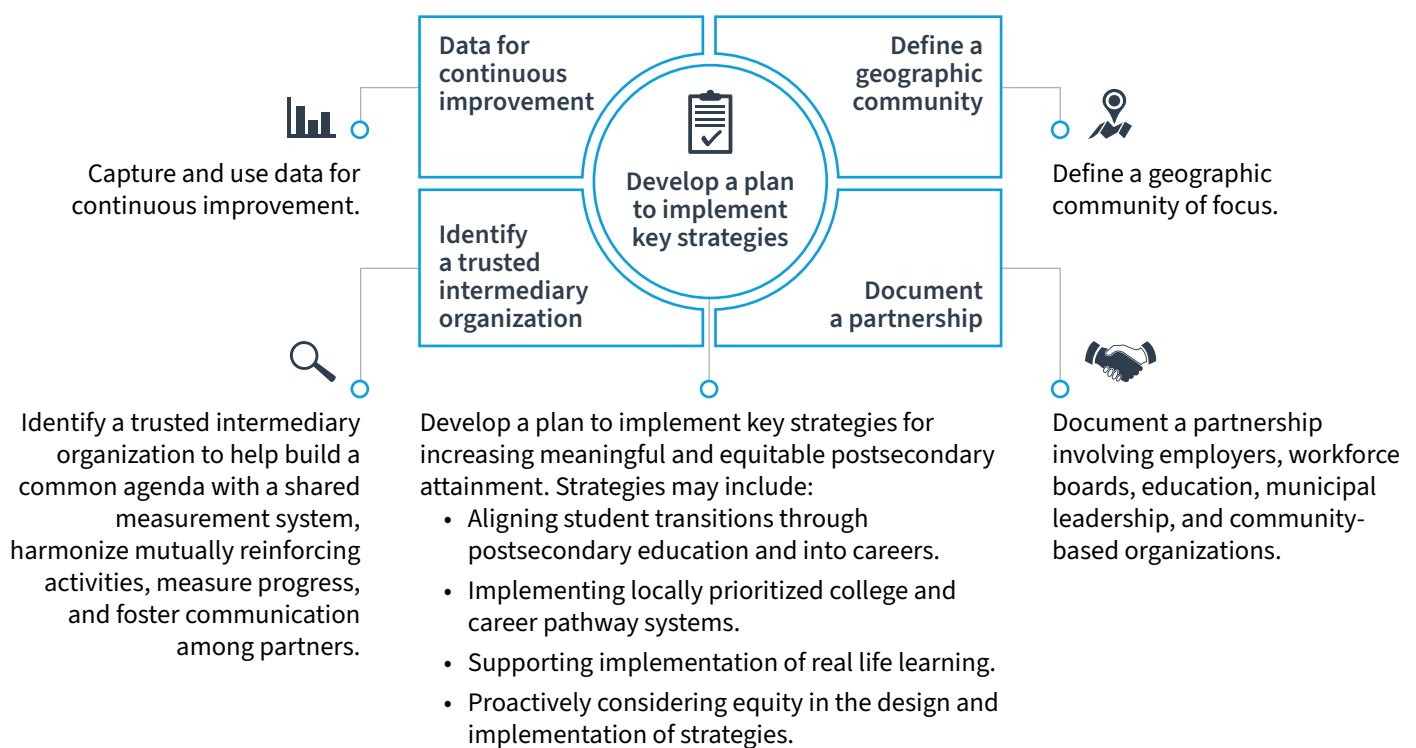 Data for
continuous
improvement
Define a
geographic
community
Develop a plan
to implement
key strategies
Identify
a trusted
intermediary
organization
Document
a partnership
Capture and use data for
continuous improvement.
Define a geographic
community of focus.
Identify a trusted intermediary
organization to help build a
common agenda with a shared
measurement system,
harmonize mutually reinforcing
activities, measure progress,
and foster communication
among partners.
Develop a plan to implement key strategies for
increasing meaningful and equitable postsecondary
attainment. Strategies may include:
• Aligning student transitions through
postsecondary education and into careers.
• Implementing locally prioritized college and
career pathway systems.
• Supporting implementation of real life learning.
• Proactively considering equity in the design and
implementation of strategies.
Document a partnership
involving employers, workforce
boards, education, municipal
leadership, and community-
based organizations.